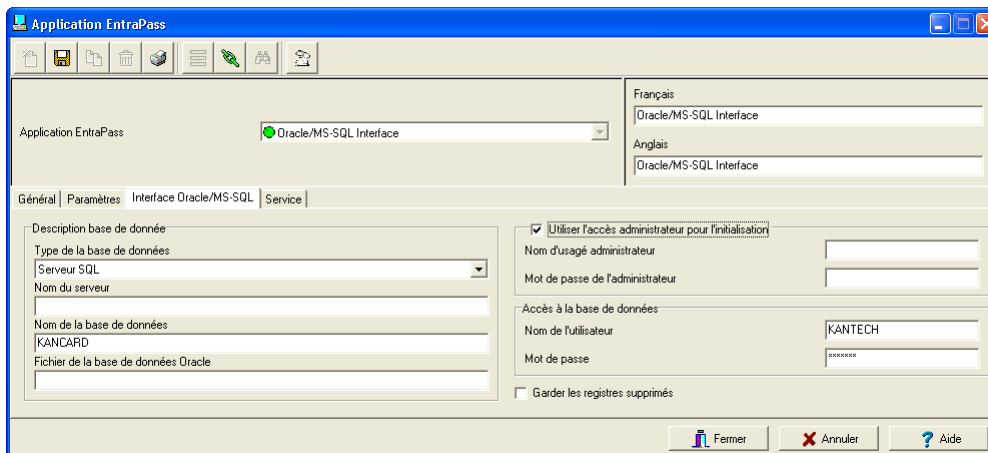 Application EntraPass
Français
Oracle/MS-SQL Interface
Application EntraPass
Oracle/MS-SQL Interface
Anglais
Oracle/MS-SQL Interface
Général
Paramètres
Interface Oracle/MS-SQL
Service
Description base de donnée
Type de la base de données
Serveur SQL
Nom du serveur
Nom de la base de données
KANCARD
Fichier de la base de données Oracle
Utiliser l'accès administrateur pour l'initialisation
Nom d'usagé administrateur
Mot de passe de l'administrateur
Accès à la base de données
Nom de l'utilisateur
KANTECH
Mot de passe
×××××××
Garder les registres supprimés
Fermer
Annuler
? Aide